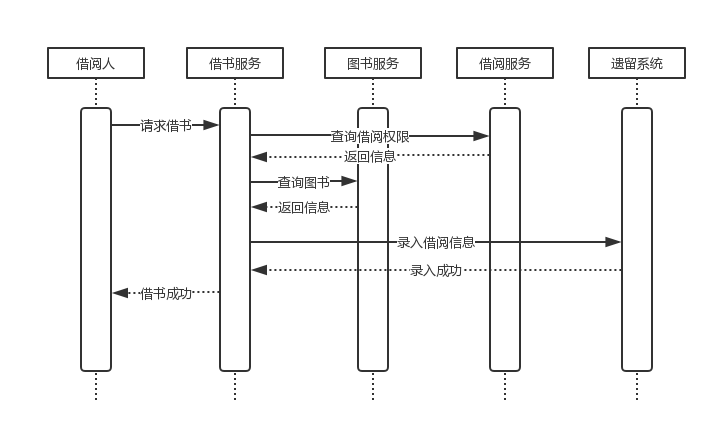 借阅人
借书服务
图书服务
借阅服务
遗留系统
请求借书
查询借阅权限
返回信息
查询图书
返回信息
录入借阅信息
录入成功
借书成功